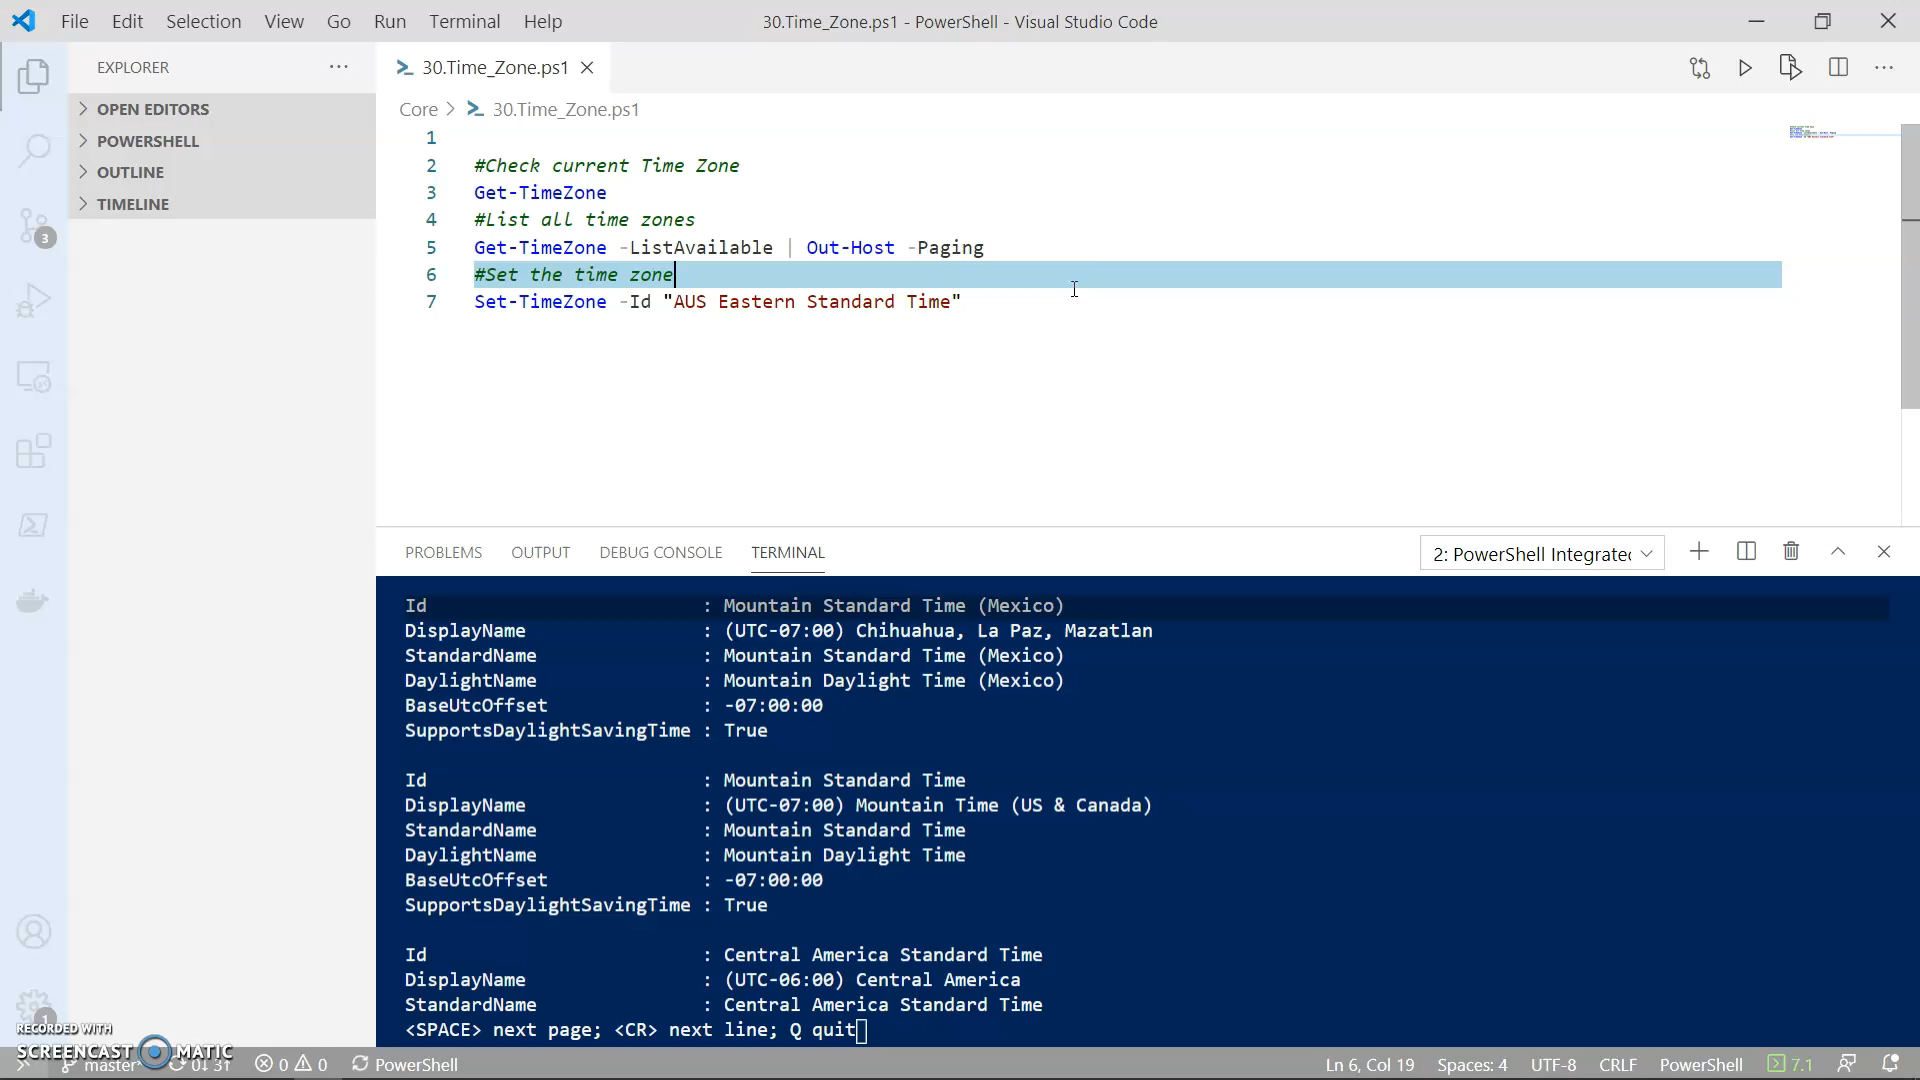 File Edit Selection View Go Run Terminal Help 30.Time_Zone.ps1 - PowerShell - Visual Studio Code
EXPLORER
OPEN EDITORS
POWERSHELL
OUTLINE
TIMELINE
3
30.Time_Zone.ps1
Core > 30.Time_Zone.ps1
1
2 #Check current Time Zone
3 Get-TimeZone
4 #List all time zones
5 Get-TimeZone -ListAvailable | Out-Host -Paging
6 #Set the time zone
7 Set-TimeZone -Id "AUS Eastern Standard Time"
PROBLEMS OUTPUT DEBUG CONSOLE TERMINAL 2: PowerShell Integrated
Id : Mountain Standard Time (Mexico)
DisplayName : (UTC-07:00) Chihuahua, La Paz, Mazatlan
StandardName : Mountain Standard Time (Mexico)
DaylightName : Mountain Daylight Time (Mexico)
BaseUtcOffset : -07:00:00
SupportsDaylightSavingTime : True
Id : Mountain Standard Time
DisplayName : (UTC-07:00) Mountain Time (US & Canada)
StandardName : Mountain Standard Time
DaylightName : Mountain Daylight Time
BaseUtcOffset : -07:00:00
SupportsDaylightSavingTime : True
Id : Central America Standard Time
DisplayName : (UTC-06:00) Central America
StandardName : Central America Standard Time
<SPACE> next page; <CR> next line; Q quit
1
RECORDED WITH
SCREENCAST MATIC
master* 0↓ 3↑ 0 0 PowerShell Ln 6, Col 19 Spaces: 4 UTF-8 CRLF PowerShell 7.1